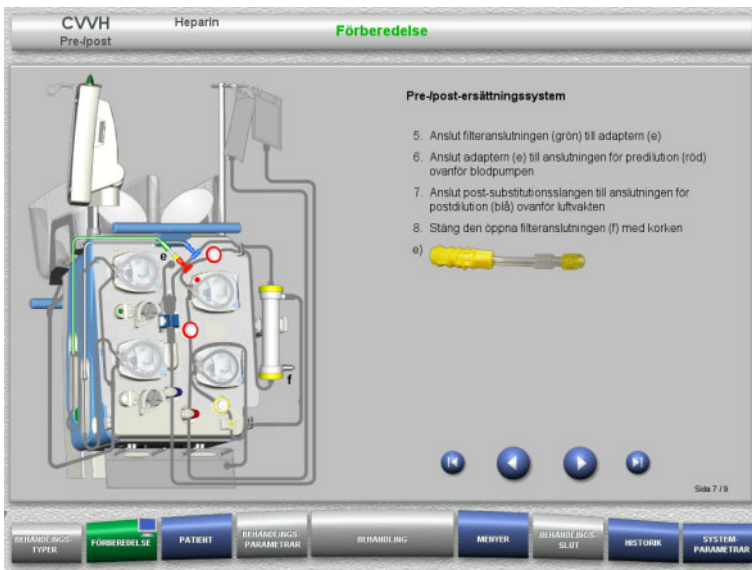 CVVH
Heparin
Pre-/post
Förberedelse
Pre-/post-ersättningssystem
5. Anslut filteranslutningen (grön) till adaptern (e)
6. Anslut adaptern (e) till anslutningen för predilution (röd)
ovanför blodpumpen
7. Anslut post-substitutionsslangen till anslutningen för
postdilution (blå) ovanför luftvakten
8. Stäng den öppna filteranslutningen (f) med korken
e)
e
f
Sida 7 / 9
BEHANDLINGS-
TYPER
FÖRBEREDELSE
PATIENT
BEHANDLINGS-
PARAMETRAR
BEHANDLING
MENYER
BEHANDLINGS-
SLUT
HISTORIK
SYSTEM-
PARAMETRAR